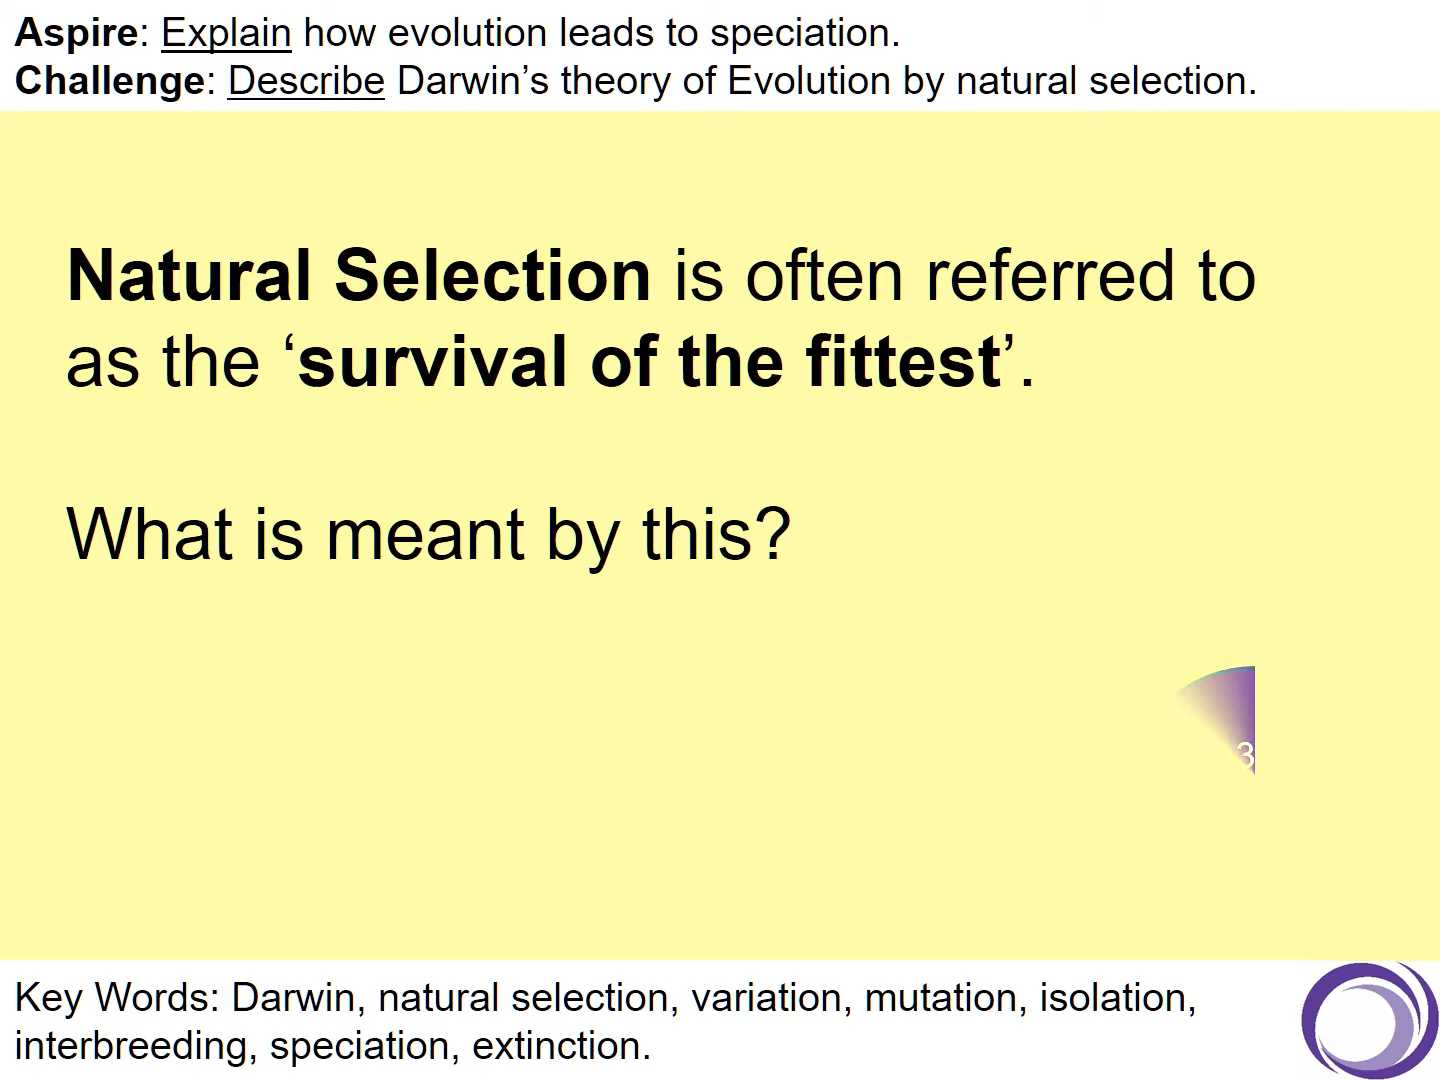 Aspire: Explain how evolution leads to speciation.
Challenge: Describe Darwin’s theory of Evolution by natural selection.
Natural Selection is often referred to
as the ‘survival of the fittest’.
What is meant by this?
3
Key Words: Darwin, natural selection, variation, mutation, isolation,
interbreeding, speciation, extinction.